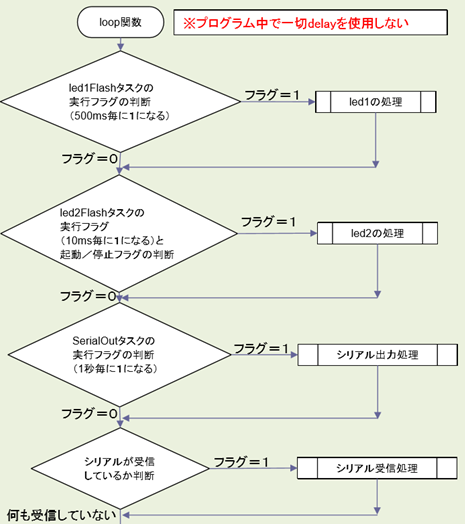 loop関数
※プログラム中で一切delayを使用しない
led1Flashタスクの
実行フラグの判断
（500ms毎に1になる）
フラグ＝1
led1の処理
フラグ＝0
led2Flashタスクの
実行フラグ
（10ms毎に1になる）と
起動／停止フラグの判断
フラグ＝1
led2の処理
フラグ＝0
SerialOutタスクの
実行フラグの判断
（1秒毎に1になる）
フラグ＝1
シリアル出力処理
フラグ＝0
シリアルが受信
しているか判断
フラグ＝1
シリアル受信処理
何も受信していない